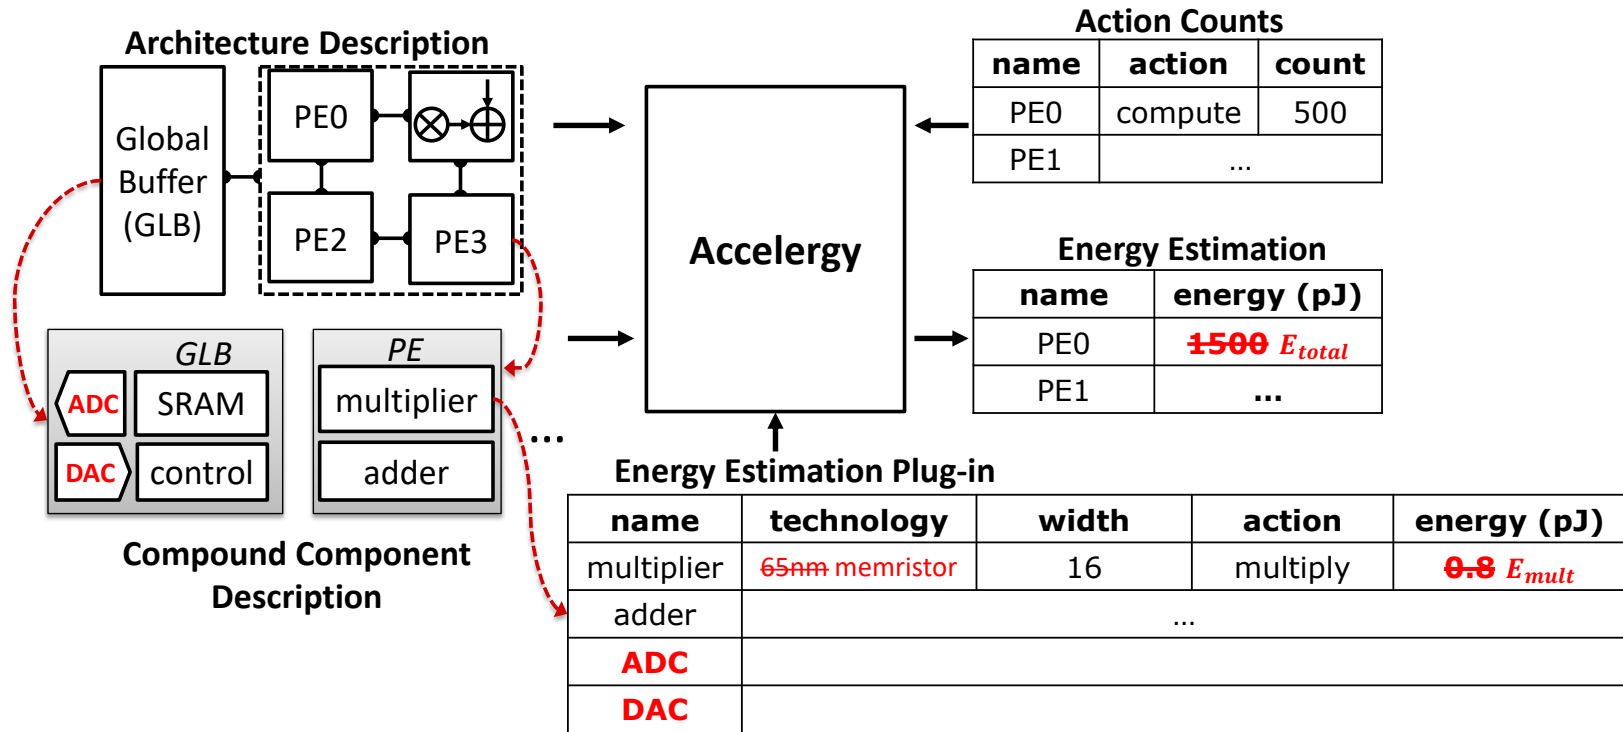 Architecture Description
Global
Buffer
(GLB)
PE0
PE2
PE3
GLB
ADC
SRAM
DAC
control
PE
multiplier
adder
...
Compound Component
Description
Accelergy
Action Counts
name action count
PE0 compute 500
PE1 ...
Energy Estimation
name energy (pJ)
PE0 1500 E_total
PE1 ...
Energy Estimation Plug-in
name technology width action energy (pJ)
multiplier 65nm memristor 16 multiply 0.8 E_mult
adder ...
ADC
DAC